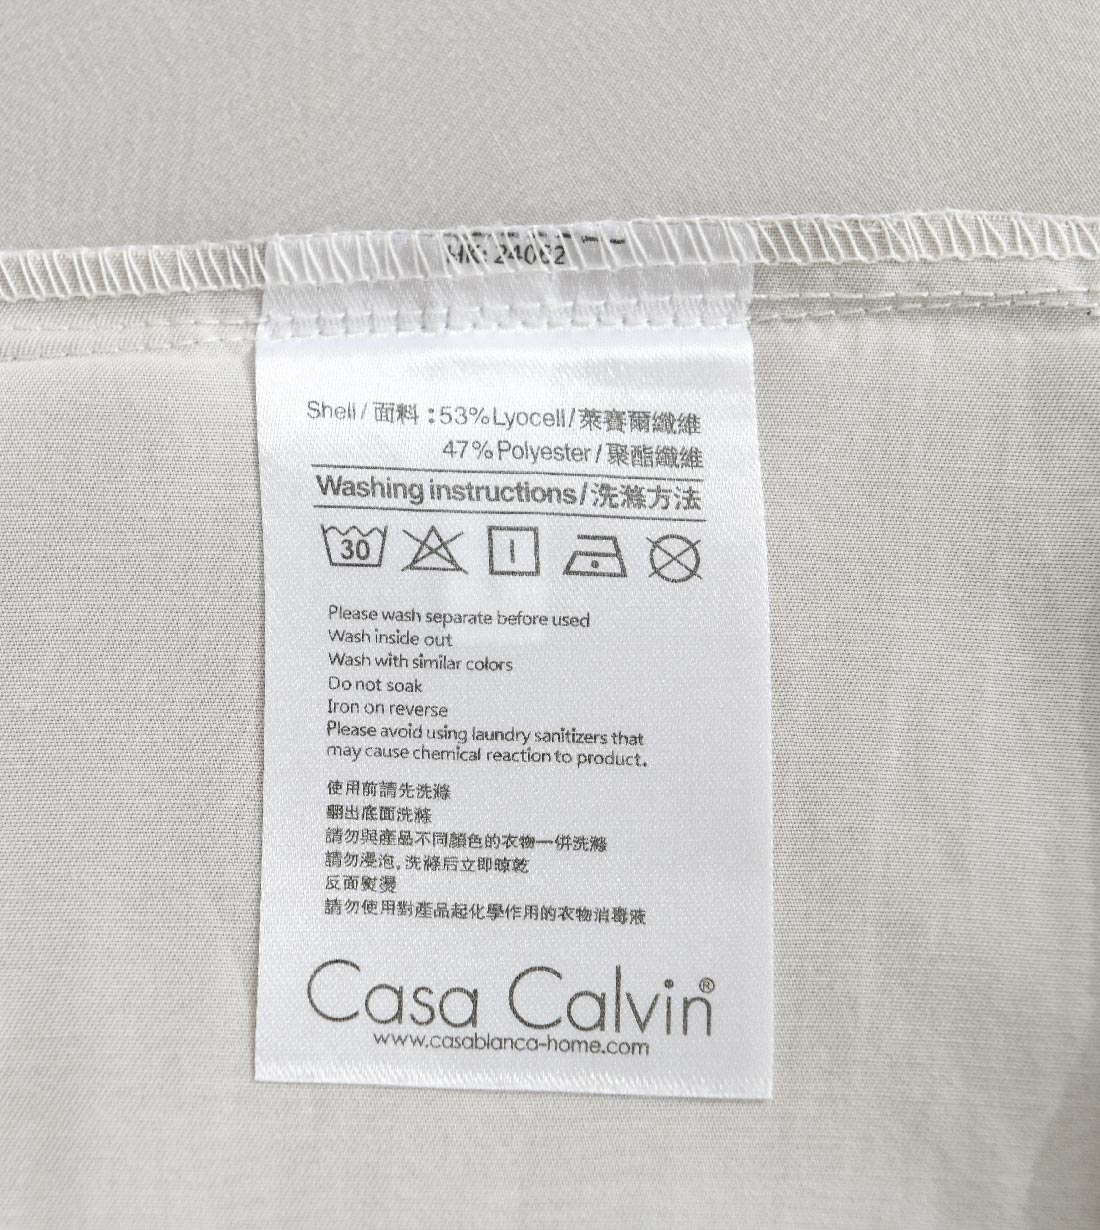 HK: 24062
Shell / 面料 : 53% Lyocell / 萊賽爾纖維
47% Polyester / 聚酯纖維
Washing instructions / 洗滌方法
30
Please wash separate before used
Wash inside out
Wash with similar colors
Do not soak
Iron on reverse
Please avoid using laundry sanitizers that
may cause chemical reaction to product.
使用前請先洗滌
翻出底面洗滌
請勿與產品不同顏色的衣物一併洗滌
請勿浸泡, 洗滌后立即晾乾
反面熨燙
請勿使用對產品起化學作用的衣物消毒液
Casa Calvin®
www.casablanca-home.com